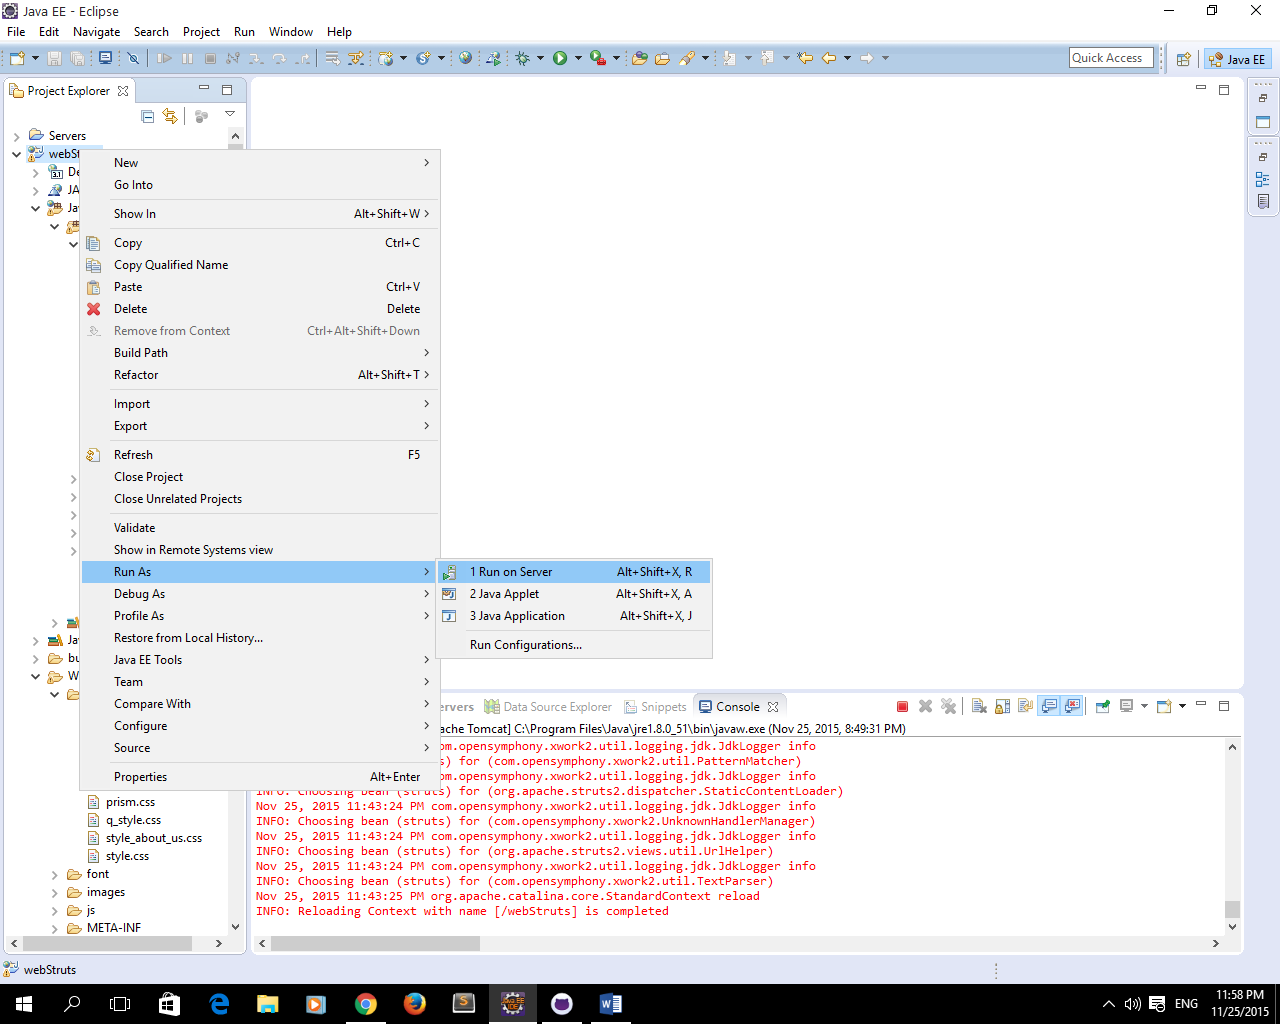 Java EE - Eclipse
File Edit Navigate Search Project Run Window Help
Quick Access
Java EE
Project Explorer
Servers
webSt
De
JA
Ja
New
Go Into
Show In Alt+Shift+W
Copy Ctrl+C
Copy Qualified Name
Paste Ctrl+V
Delete Delete
Remove from Context Ctrl+Alt+Shift+Down
Build Path
Refactor Alt+Shift+T
Import
Export
Refresh F5
Close Project
Close Unrelated Projects
Validate
Show in Remote Systems view
Run As
Debug As
Profile As
Restore from Local History...
Java EE Tools
Team
Compare With
Configure
Source
Properties Alt+Enter
1 Run on Server Alt+Shift+X, R
2 Java Applet Alt+Shift+X, A
3 Java Application Alt+Shift+X, J
Run Configurations...
Ja
bu
W
prism.css
q_style.css
style_about_us.css
style.css
font
images
js
META-INF
ervers Data Source Explorer Snippets Console
ache Tomcat] C:\Program Files\Java\jre1.8.0_51\bin\javaw.exe (Nov 25, 2015, 8:49:31 PM)
om.opensymphony.xwork2.util.logging.jdk.JdkLogger info
s) for (com.opensymphony.xwork2.util.PatternMatcher)
om.opensymphony.xwork2.util.logging.jdk.JdkLogger info
INFO: Choosing bean (struts) for (org.apache.struts2.dispatcher.StaticContentLoader)
Nov 25, 2015 11:43:24 PM com.opensymphony.xwork2.util.logging.jdk.JdkLogger info
INFO: Choosing bean (struts) for (com.opensymphony.xwork2.UnknownHandlerManager)
Nov 25, 2015 11:43:24 PM com.opensymphony.xwork2.util.logging.jdk.JdkLogger info
INFO: Choosing bean (struts) for (org.apache.struts2.views.util.UrlHelper)
Nov 25, 2015 11:43:24 PM com.opensymphony.xwork2.util.logging.jdk.JdkLogger info
INFO: Choosing bean (struts) for (com.opensymphony.xwork2.util.TextParser)
Nov 25, 2015 11:43:25 PM org.apache.catalina.core.StandardContext reload
INFO: Reloading Context with name [/webStruts] is completed
webStruts
ENG
11:58 PM
11/25/2015